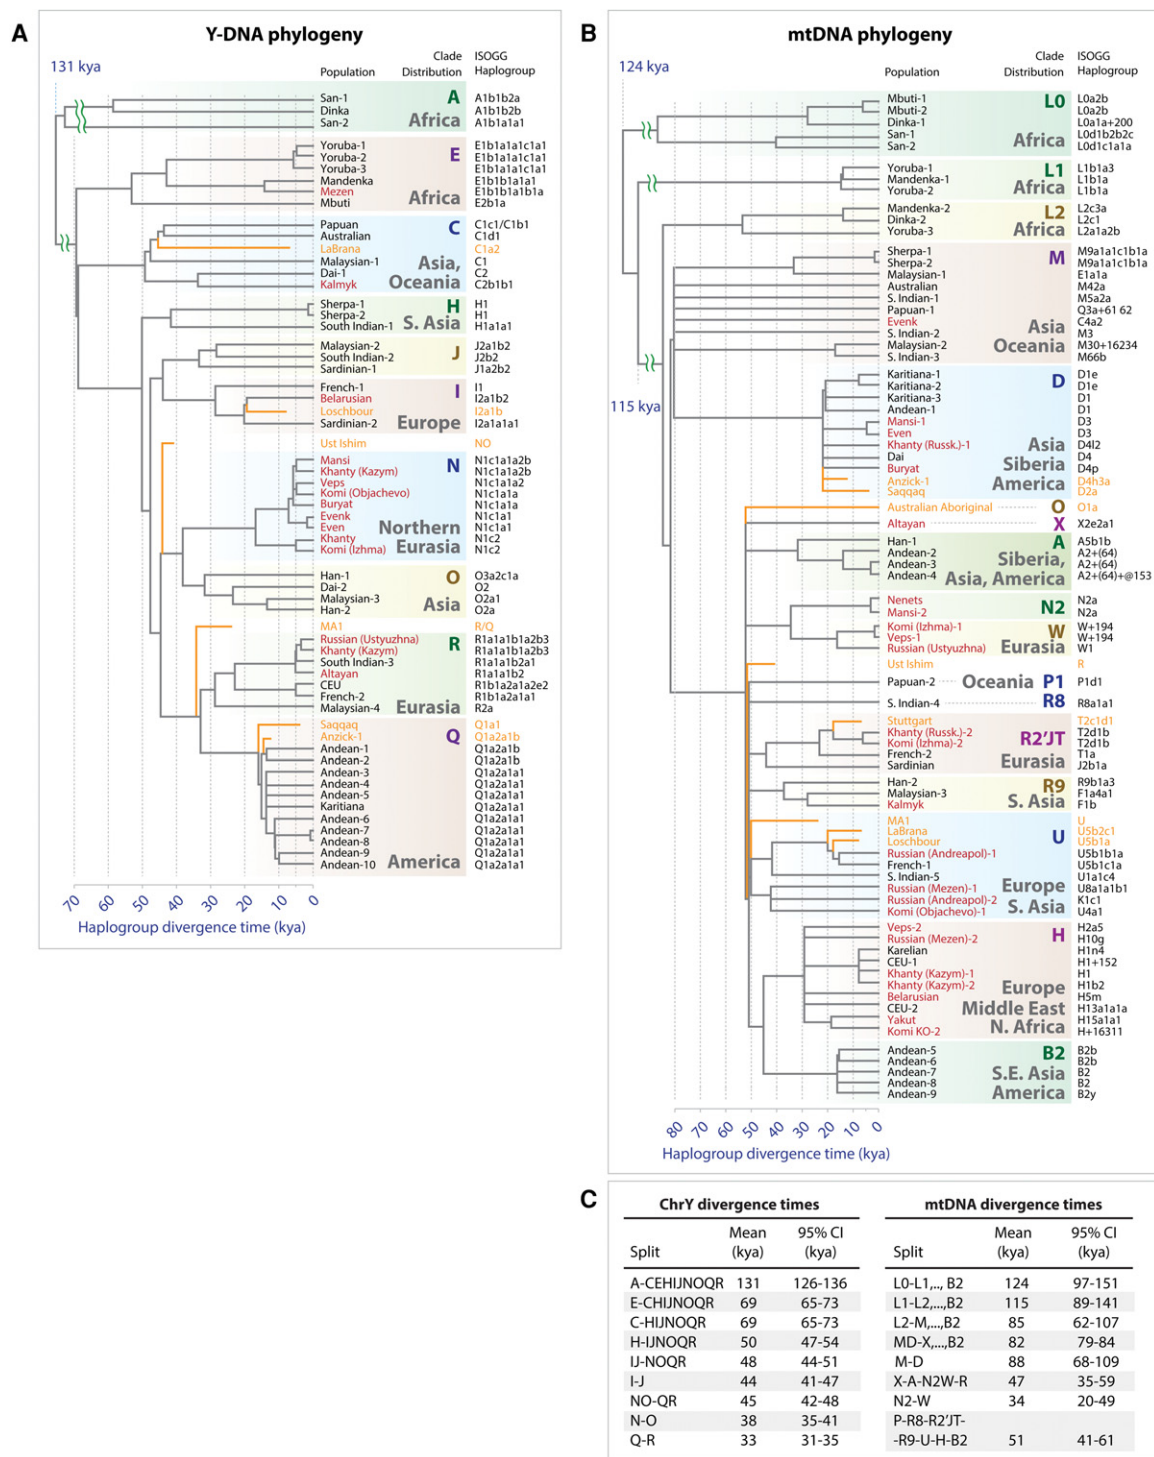 A
Y-DNA phylogeny
131 kya
Population
Clade
Distribution
ISOGG
Haplogroup
A
Africa
San-1 A1b1b2a
Dinka A1b1b2b
San-2 A1b1a1a1
E
Africa
Yoruba-1 E1b1a1a1c1a1
Yoruba-2 E1b1a1a1c1a1
Yoruba-3 E1b1a1a1c1a1
Mandenka E1b1b1a1a1
Mezen E1b1b1a1b1a
Mbuti E2b1a
C
Asia,
Oceania
Papuan C1c1/C1b1
Australian C1d1
LaBrana C1a2
Malaysian-1 C1
Dai-1 C2
Kalmyk C2b1b1
H
S. Asia
Sherpa-1 H1
Sherpa-2 H1
South Indian-1 H1a1a1
J
Malaysian-2 J2a1b2
South Indian-2 J2b2
Sardinian-1 J1a2b2
I
Europe
French-1 I1
Belarusian I2a1b2
Loschbour I2a1b
Sardinian-2 I2a1a1a1
Ust Ishim NO
N
Northern
Eurasia
Mansi N1c1a1a2b
Khanty (Kazym) N1c1a1a2b
Veps N1c1a1a2
Komi (Objachevo) N1c1a1a
Buryat N1c1a1a
Evenk N1c1a1
Even N1c1a1
Khanty N1c2
Komi (Izhma) N1c2
O
Asia
Han-1 O3a2c1a
Dai-2 O2
Malaysian-3 O2a1
Han-2 O2a
MA1 R/Q
R
Eurasia
Russian (Ustyuzhna) R1a1a1b1a2b3
Khanty (Kazym) R1a1a1b1a2b3
South Indian-3 R1a1a1b2a1
Altayan R1a1a1b2
CEU R1b1a2a1a2e2
French-2 R1b1a2a1a1
Malaysian-4 R2a
Q
America
Saqqaq Q1a1
Anzick-1 Q1a2a1b
Andean-1 Q1a2a1b
Andean-2 Q1a2a1b
Andean-3 Q1a2a1a1
Andean-4 Q1a2a1a1
Andean-5 Q1a2a1a1
Karitiana Q1a2a1a1
Andean-6 Q1a2a1a1
Andean-7 Q1a2a1a1
Andean-8 Q1a2a1a1
Andean-9 Q1a2a1a1
Andean-10 Q1a2a1a1
70 60 50 40 30 20 10 0
Haplogroup divergence time (kya)
B
mtDNA phylogeny
124 kya
115 kya
Population
Clade
Distribution
ISOGG
Haplogroup
L0
Africa
Mbuti-1 L0a2b
Mbuti-2 L0a2b
Dinka-1 L0a1a+200
San-1 L0d1b2b2c
San-2 L0d1c1a1a
L1
Africa
Yoruba-1 L1b1a3
Mandenka-1 L1b1a
Yoruba-2 L1b1a
L2
Africa
Mandenka-2 L2c3a
Dinka-2 L2c1
Yoruba-3 L2a1a2b
M
Asia
Oceania
Sherpa-1 M9a1a1c1b1a
Sherpa-2 M9a1a1c1b1a
Malaysian-1 E1a1a
Australian M42a
S. Indian-1 M5a2a
Papuan-1 Q3a+61 62
Evenk C4a2
S. Indian-2 M3
Malaysian-2 M30+16234
S. Indian-3 M66b
D
Asia
Siberia
America
Karitiana-1 D1e
Karitiana-2 D1e
Karitiana-3 D1
Andean-1 D1
Mansi-1 D3
Even D3
Khanty (Russk.)-1 D4l2
Dai D4
Buryat D4p
Anzick-1 D4h3a
Saqqaq D2a
Australian Aboriginal O O1a
Altayan X X2e2a1
A
Siberia,
Asia, America
Han-1 A5b1b
Andean-2 A2+(64)
Andean-3 A2+(64)
Andean-4 A2+(64)+@153
N2
Nenets N2a
Mansi-2 N2a
W
Eurasia
Komi (Izhma)-1 W+194
Veps-1 W+194
Russian (Ustyuzhna) W1
Ust Ishim R
Papuan-2 Oceania P1 P1d1
S. Indian-4 R8 R8a1a1
R2'JT
Eurasia
Stuttgart T2c1d1
Khanty (Russk.)-2 T2d1b
Komi (Izhma)-2 T2d1b
French-2 T1a
Sardinian J2b1a
R9
S. Asia
Han-2 R9b1a3
Malaysian-3 F1a4a1
Kalmyk F1b
U
Europe
S. Asia
MA1 U
LaBrana U5b2c1
Loschbour U5b1a
Russian (Andreapol)-1 U5b1b1a
French-1 U5b1c1a
S. Indian-5 U1a1c4
Russian (Mezen)-1 U8a1a1b1
Russian (Andreapol)-2 K1c1
Komi (Objachevo)-1 U4a1
H
Europe
Middle East
N. Africa
Veps-2 H2a5
Russian (Mezen)-2 H10g
Karelian H1n4
CEU-1 H1+152
Khanty (Kazym)-1 H1
Khanty (Kazym)-2 H1b2
Belarusian H5m
CEU-2 H13a1a1a
Yakut H15a1a1
Komi KO-2 H+16311
B2
S.E. Asia
America
Andean-5 B2b
Andean-6 B2b
Andean-7 B2
Andean-8 B2
Andean-9 B2y
80 70 60 50 40 30 20 10 0
Haplogroup divergence time (kya)
C
ChrY divergence times
Split Mean (kya) 95% CI (kya)
A-CEHIJNOQR 131 126-136
E-CHIJNOQR 69 65-73
C-HIJNOQR 69 65-73
H-IJNOQR 50 47-54
IJ-NOQR 48 44-51
I-J 44 41-47
NO-QR 45 42-48
N-O 38 35-41
Q-R 33 31-35
mtDNA divergence times
Split Mean (kya) 95% CI (kya)
L0-L1,.., B2 124 97-151
L1-L2,...,B2 115 89-141
L2-M,...,B2 85 62-107
MD-X,...,B2 82 79-84
M-D 88 68-109
X-A-N2W-R 47 35-59
N2-W 34 20-49
P-R8-R2'JT-
-R9-U-H-B2 51 41-61